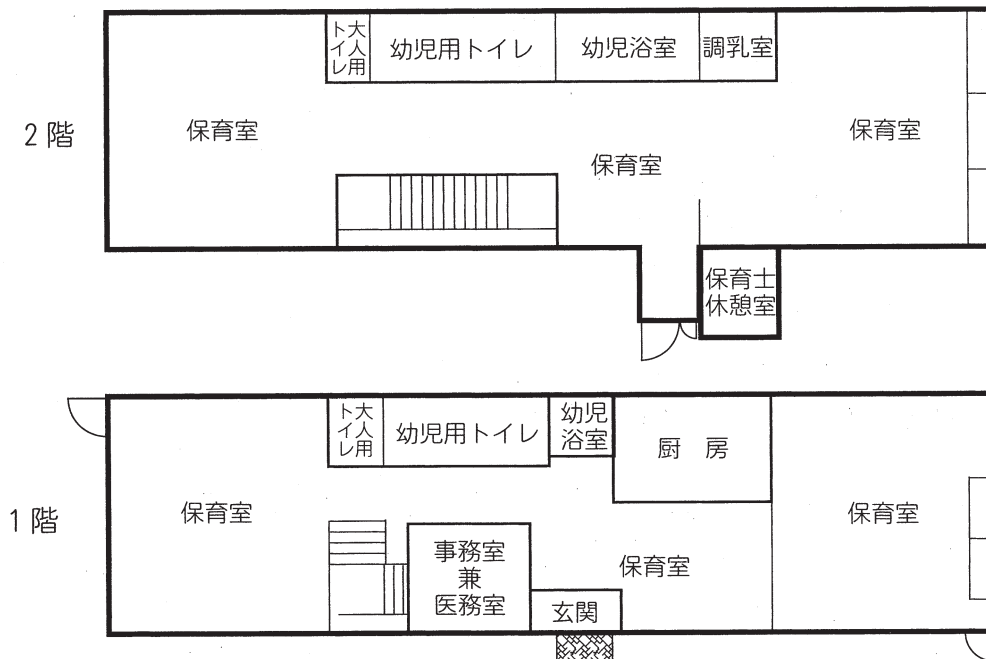 大人用
トイレ
幼児用トイレ
幼児浴室
調乳室
2階
保育室
保育室
保育室
保育士
休憩室
大人用
トイレ
幼児用トイレ
幼児
浴室
厨 房
1階
保育室
保育室
保育室
事務室
兼
医務室
玄関